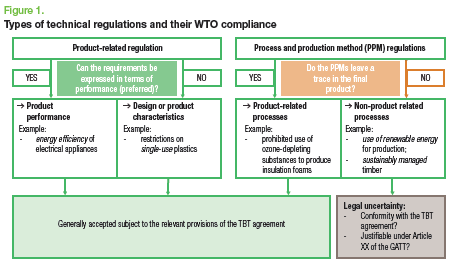 Figure 1.
Types of technical regulations and their WTO compliance
Product-related regulation
YES
Can the requirements be
expressed in terms of
performance (preferred)?
NO
→ Product
performance
Example:
- energy efficiency of
electrical appliances
→ Design or product
characteristics
Example:
- restrictions on
single-use plastics
Process and production method (PPM) regulations
YES
Do the PPMs leave a
trace in the final
product?
NO
→ Product-related
processes
Example:
- prohibited use of
ozone-depleting
substances to produce
insulation foams
→ Non-product related
processes
Example:
- use of renewable energy
for production;
- sustainably managed
timber
Generally accepted subject to the relevant provisions of the TBT agreement
Legal uncertainty:
- Conformity with the TBT
agreement?
- Justifiable under Article
XX of the GATT?